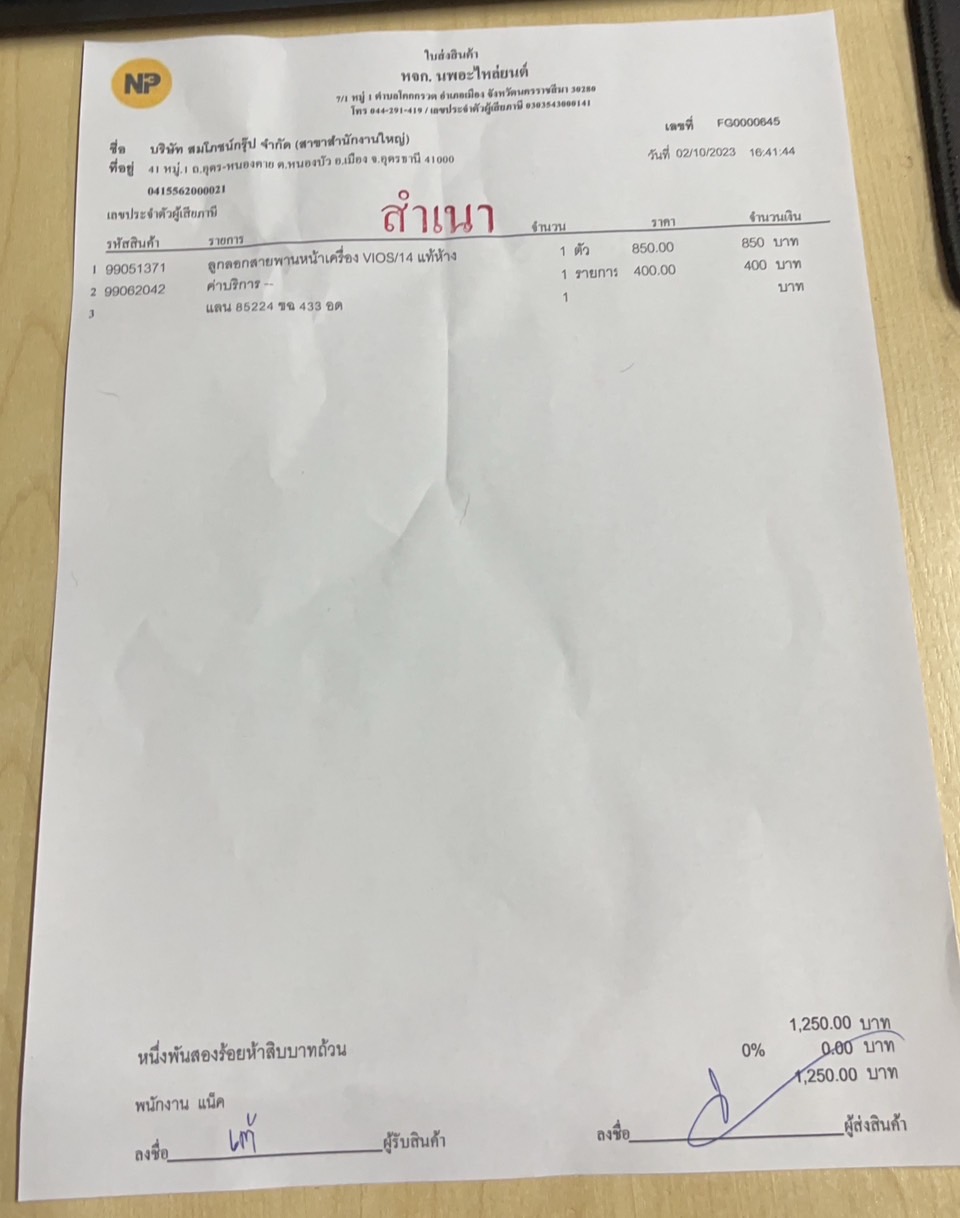 NP
ใบส่งสินค้า
หจก. นพอะไหล่ยนต์
7/1 หมู่ 1 ตำบลโคกกรวด อำเภอเมือง จังหวัดนครราชสีมา 30280
โทร 044-291-419 / เลขประจำตัวผู้เสียภาษี 0303543000141
เลขที่ FG0000645
ชื่อ บริษัท สมโภชน์กรุ๊ป จำกัด (สาขาสำนักงานใหญ่)
วันที่ 02/10/2023 16:41:44
ที่อยู่ 41 หมู่.1 ถ.อุดร-หนองคาย ต.หนองบัว อ.เมือง จ.อุดรธานี 41000
0415562000021
เลขประจำตัวผู้เสียภาษี
สำเนา
รหัสสินค้า รายการ จำนวน ราคา จำนวนเงิน
1 99051371 ลูกลอกสายพานหน้าเครื่อง VIOS/14 แท้ห้าง 1 ตัว 850.00 850 บาท
2 99062042 ค่าบริการ -- 1 รายการ 400.00 400 บาท
3 แดน 85224 ขฉ 433 อด 1 บาท
1,250.00 บาท
หนึ่งพันสองร้อยห้าสิบบาทถ้วน 0% 0.00 บาท
1,250.00 บาท
พนักงาน แน็ค
ลงชื่อ เก้ ผู้รับสินค้า ลงชื่อ ผู้ส่งสินค้า